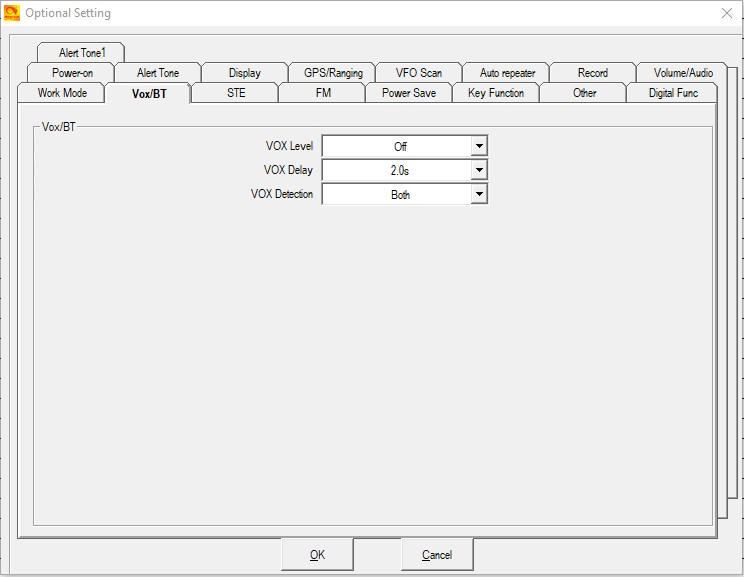 Optional Setting
Alert Tone1
Power-on Alert Tone Display GPS/Ranging VFO Scan Auto repeater Record Volume/Audio
Work Mode Vox/BT STE FM Power Save Key Function Other Digital Func
Vox/BT
VOX Level Off
VOX Delay 2.0s
VOX Detection Both
OK Cancel